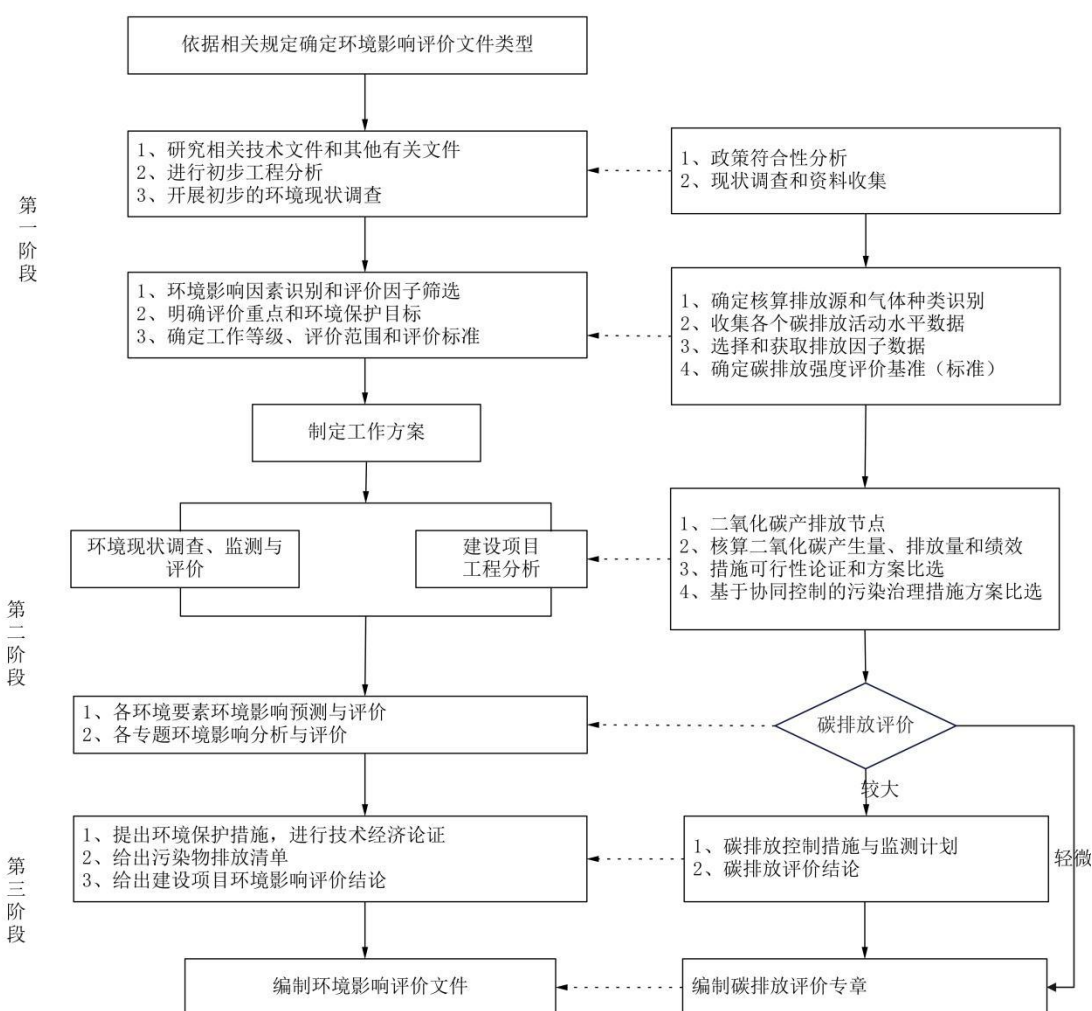 依据相关规定确定环境影响评价文件类型
第一阶段
1、研究相关技术文件和其他有关文件
2、进行初步工程分析
3、开展初步的环境现状调查
1、政策符合性分析
2、现状调查和资料收集
1、环境影响因素识别和评价因子筛选
2、明确评价重点和环境保护目标
3、确定工作等级、评价范围和评价标准
1、确定核算排放源和气体种类识别
2、收集各个碳排放活动水平数据
3、选择和获取排放因子数据
4、确定碳排放强度评价基准（标准）
制定工作方案
第二阶段
环境现状调查、监测与
评价
建设项目
工程分析
1、二氧化碳产排放节点
2、核算二氧化碳产生量、排放量和绩效
3、措施可行性论证和方案比选
4、基于协同控制的污染治理措施方案比选
1、各环境要素环境影响预测与评价
2、各专题环境影响分析与评价
碳排放评价
较大
轻微
第三阶段
1、提出环境保护措施，进行技术经济论证
2、给出污染物排放清单
3、给出建设项目环境影响评价结论
1、碳排放控制措施与监测计划
2、碳排放评价结论
编制环境影响评价文件
编制碳排放评价专章